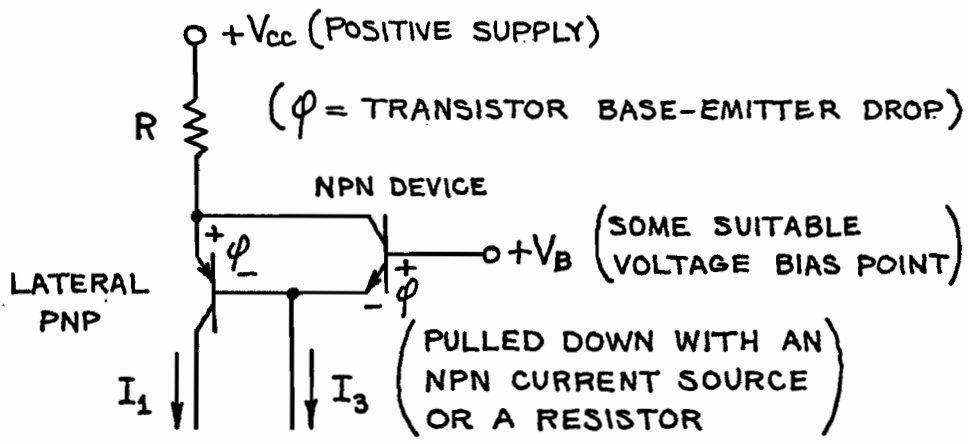 +Vcc (POSITIVE SUPPLY)
R
(φ = TRANSISTOR BASE-EMITTER DROP)
NPN DEVICE
+ φ -
+VB
(SOME SUITABLE
VOLTAGE BIAS POINT)
LATERAL
PNP
+
- φ
I1
I3
(PULLED DOWN WITH AN
NPN CURRENT SOURCE
OR A RESISTOR)